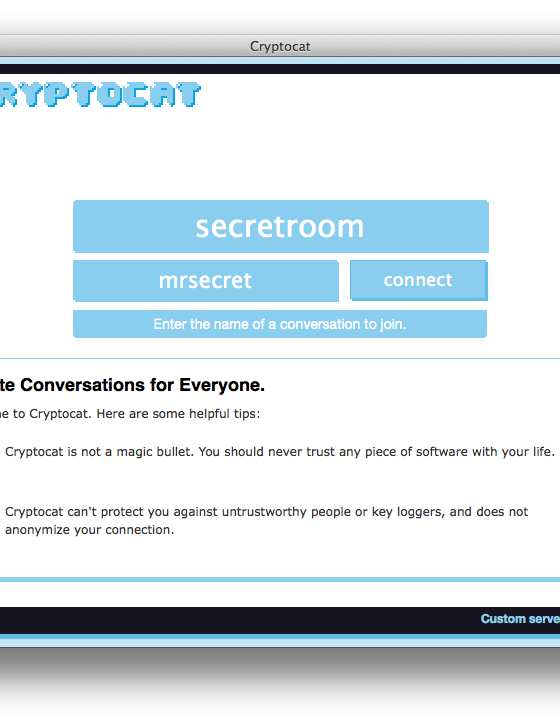 Cryptocat
RYPTOCAT
secretroom
mrsecret
connect
Enter the name of a conversation to join.
te Conversations for Everyone.
ne to Cryptocat. Here are some helpful tips:
Cryptocat is not a magic bullet. You should never trust any piece of software with your life.
Cryptocat can't protect you against untrustworthy people or key loggers, and does not
anonymize your connection.
Custom serve